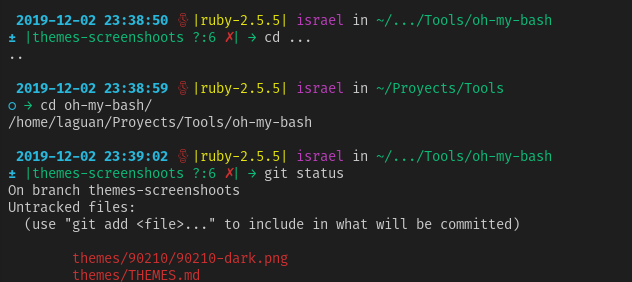 2019-12-02 23:38:50 |ruby-2.5.5| israel in ~/.../Tools/oh-my-bash
± |themes-screenshoots ?:6 ✗| → cd ...
..
2019-12-02 23:38:59 |ruby-2.5.5| israel in ~/Proyects/Tools
○ → cd oh-my-bash/
/home/laguan/Proyects/Tools/oh-my-bash
2019-12-02 23:39:02 |ruby-2.5.5| israel in ~/.../Tools/oh-my-bash
± |themes-screenshoots ?:6 ✗| → git status
On branch themes-screenshoots
Untracked files:
(use "git add <file>..." to include in what will be committed)
themes/90210/90210-dark.png
themes/THEMES.md